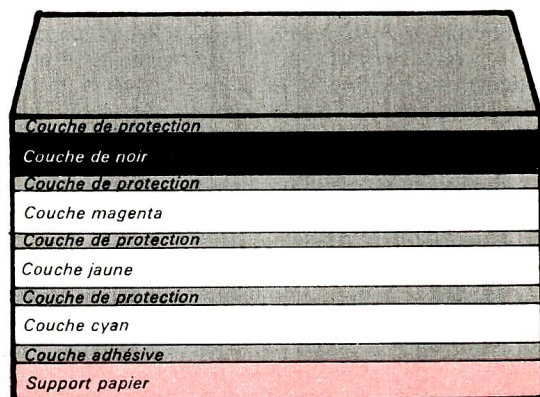 Couche de protection
Couche de noir
Couche de protection
Couche magenta
Couche de protection
Couche jaune
Couche de protection
Couche cyan
Couche adhésive
Support papier